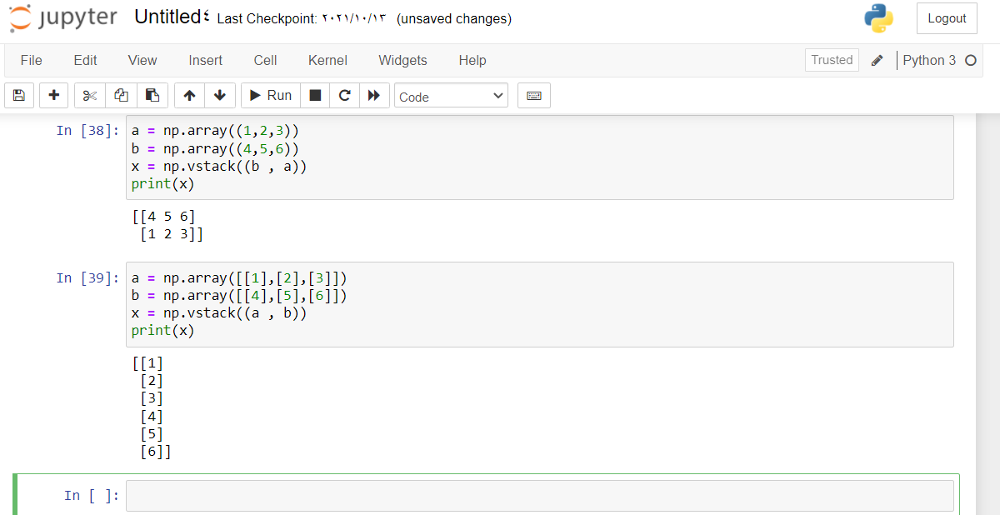 jupyter Untitled٤ Last Checkpoint: ٢٠٢١/١٠/١٣ (unsaved changes) Logout
File Edit View Insert Cell Kernel Widgets Help Trusted Python 3
Run Code
In [38]: a = np.array((1,2,3))
b = np.array((4,5,6))
x = np.vstack((b , a))
print(x)
[[4 5 6]
[1 2 3]]
In [39]: a = np.array([[1],[2],[3]])
b = np.array([[4],[5],[6]])
x = np.vstack((a , b))
print(x)
[[1]
[2]
[3]
[4]
[5]
[6]]
In [ ]: